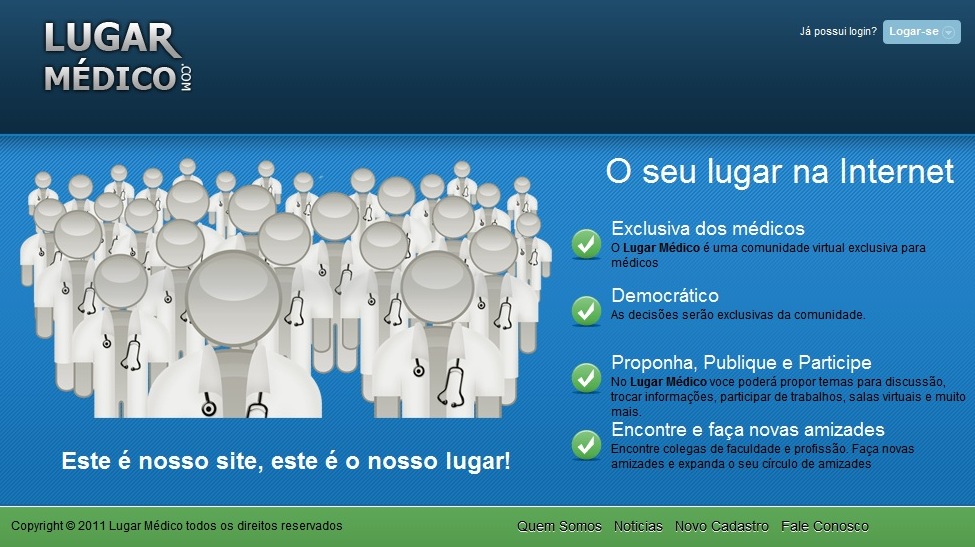 LUGAR
MÉDICO.COM
Já possui login? Logar-se
O seu lugar na Internet
Exclusiva dos médicos
O Lugar Médico é uma comunidade virtual exclusiva para
médicos
Democrático
As decisões serão exclusivas da comunidade.
Proponha, Publique e Participe
No Lugar Médico voce poderá propor temas para discussão,
trocar informações, participar de trabalhos, salas virtuais e muito
mais.
Encontre e faça novas amizades
Encontre colegas de faculdade e profissão. Faça novas
amizades e expanda o seu círculo de amizades
Este é nosso site, este é o nosso lugar!
Copyright © 2011 Lugar Médico todos os direitos reservados
Quem Somos Noticias Novo Cadastro Fale Conosco